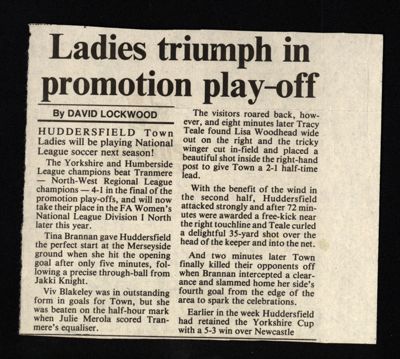 Ladies triumph in
promotion play-off
By DAVID LOCKWOOD
HUDDERSFIELD Town
Ladies will be playing National
League soccer next season!
The Yorkshire and Humberside
League champions beat Tranmere
— North-West Regional League
champions — 4-1 in the final of the
promotion play-offs, and will now
take their place in the FA Women's
National League Division I North
later this year.
Tina Brannan gave Huddersfield
the perfect start at the Merseyside
ground when she hit the opening
goal after only five minutes, fol-
lowing a precise through-ball from
Jakki Knight.
Viv Blakeley was in outstanding
form in goals for Town, but she
was beaten on the half-hour mark
when Julie Merola scored Tran-
mere's equaliser.
The visitors roared back, how-
ever, and eight minutes later Tracy
Teale found Lisa Woodhead wide
out on the right and the tricky
winger cut in-field and placed a
beautiful shot inside the right-hand
post to give Town a 2-1 half-time
lead.
With the benefit of the wind in
the second half, Huddersfield
attacked strongly and after 72 min-
utes were awarded a free-kick near
the right touchline and Teale curled
a delightful 35-yard shot over the
head of the keeper and into the net.
And two minutes later Town
finally killed their opponents off
when Brannan intercepted a clear-
ance and slammed home her side's
fourth goal from the edge of the
area to spark the celebrations.
Earlier in the week Huddersfield
had retained the Yorkshire Cup
with a 5-3 win over Newcastle